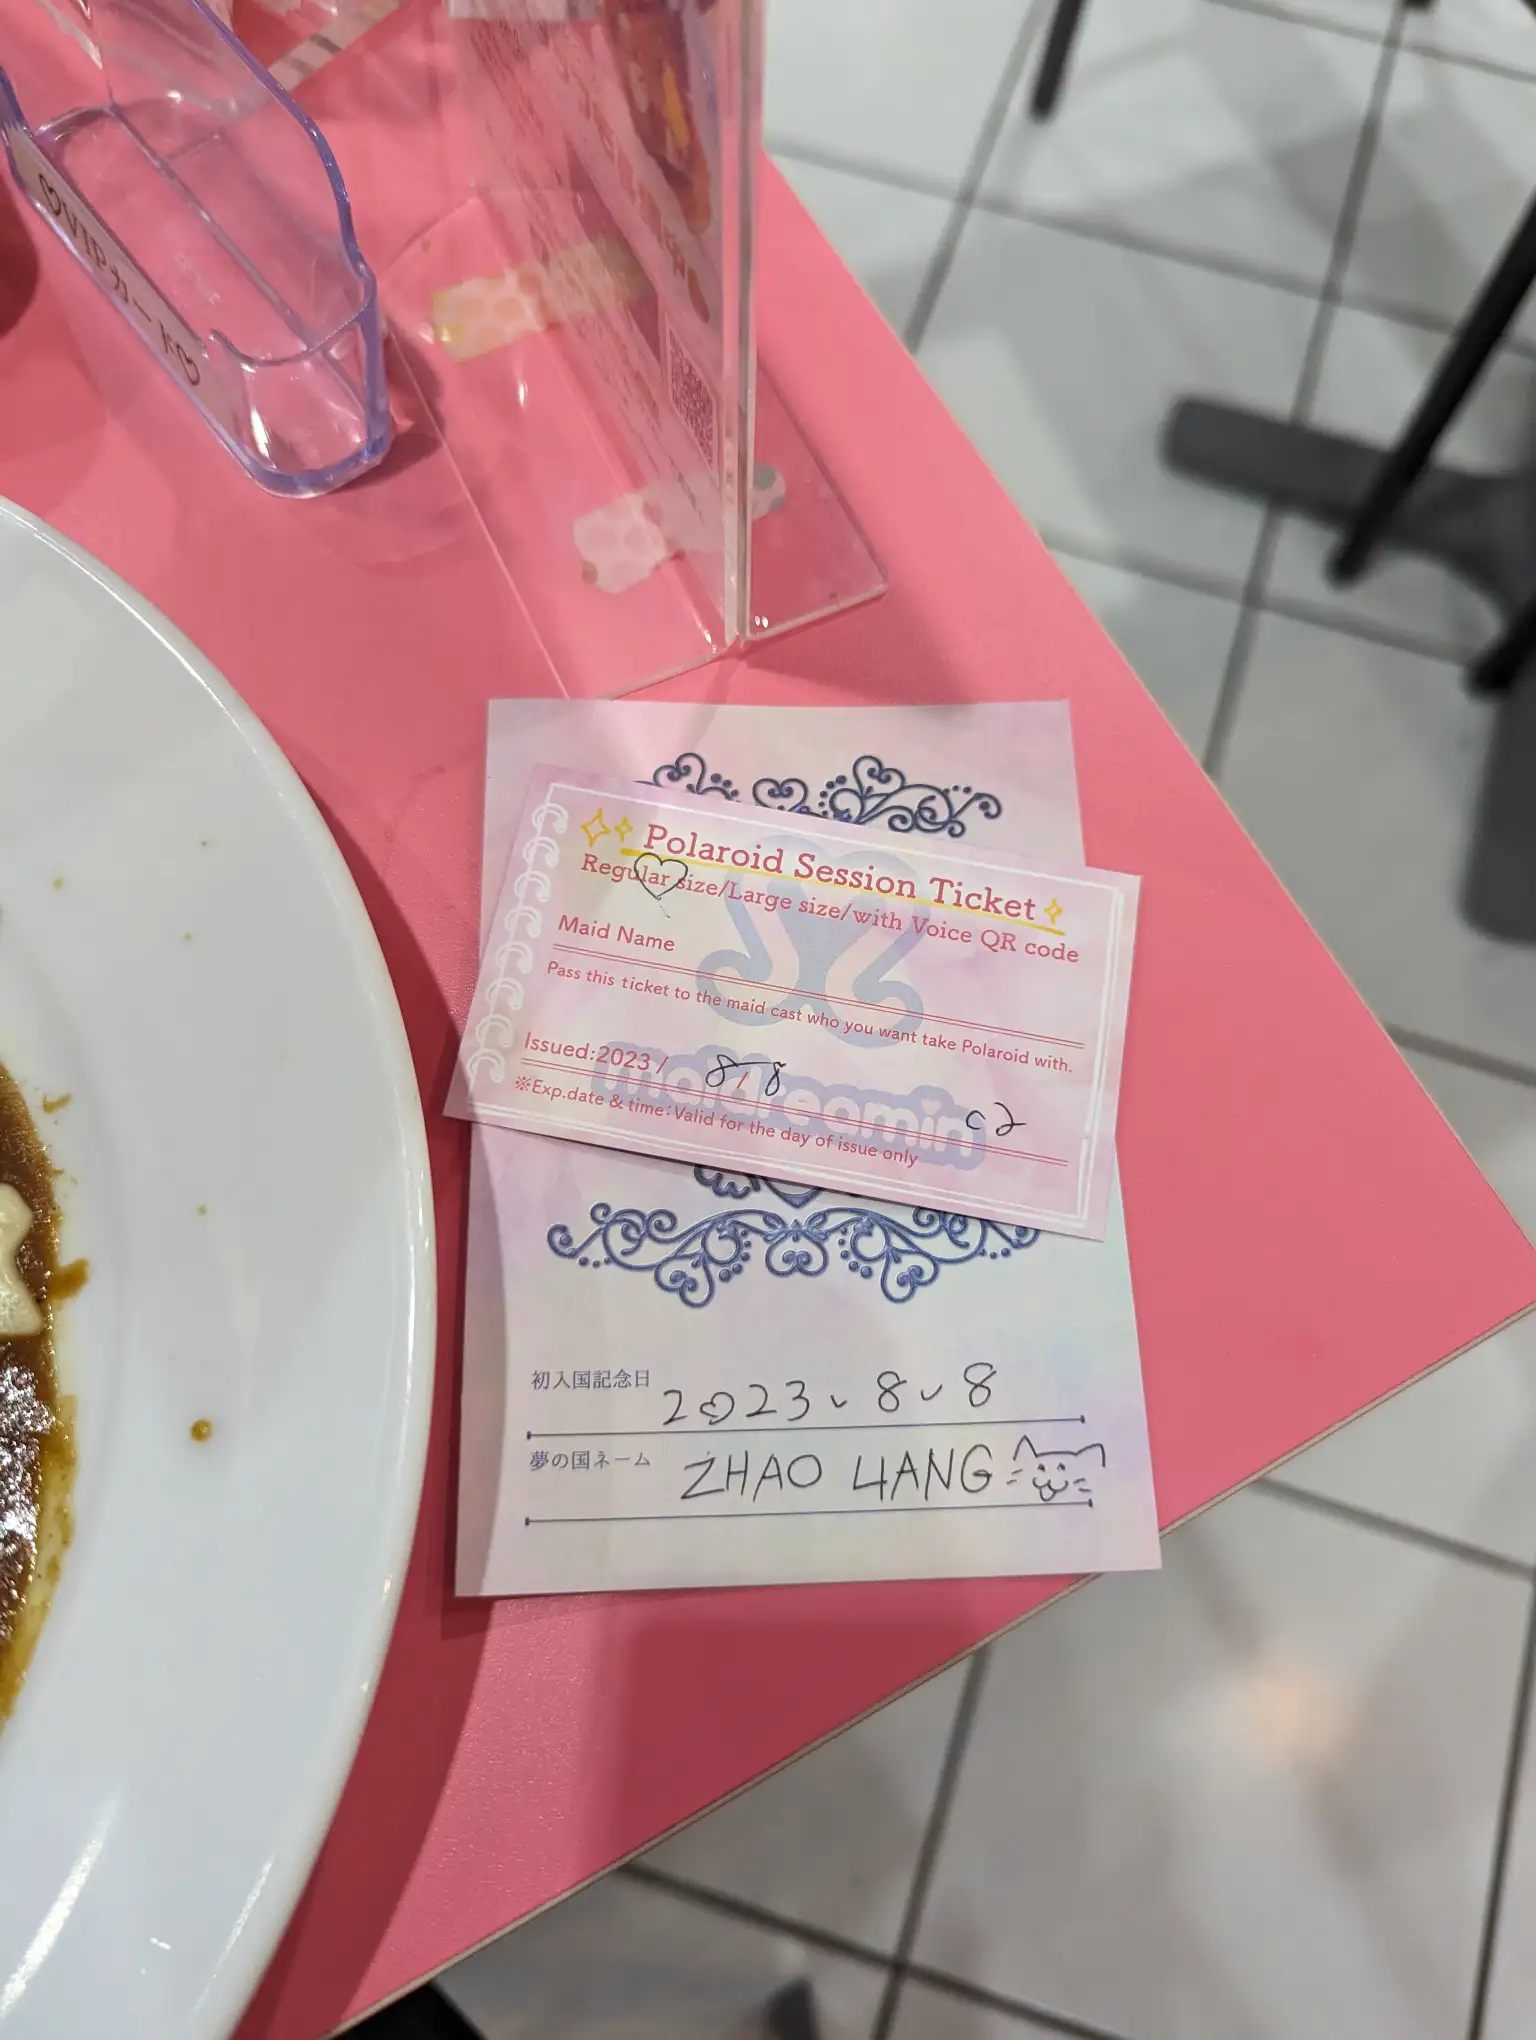 ♡VIPカード♡
Polaroid Session Ticket
Regular size/Large size/with Voice QR code
Maid Name
Pass this ticket to the maid cast who you want take Polaroid with.
Issued:2023 / 8 / 8
※Exp.date & time:Valid for the day of issue only
maidreamin
初入国記念日 2023、8、8
夢の国ネーム ZHAO LIANG